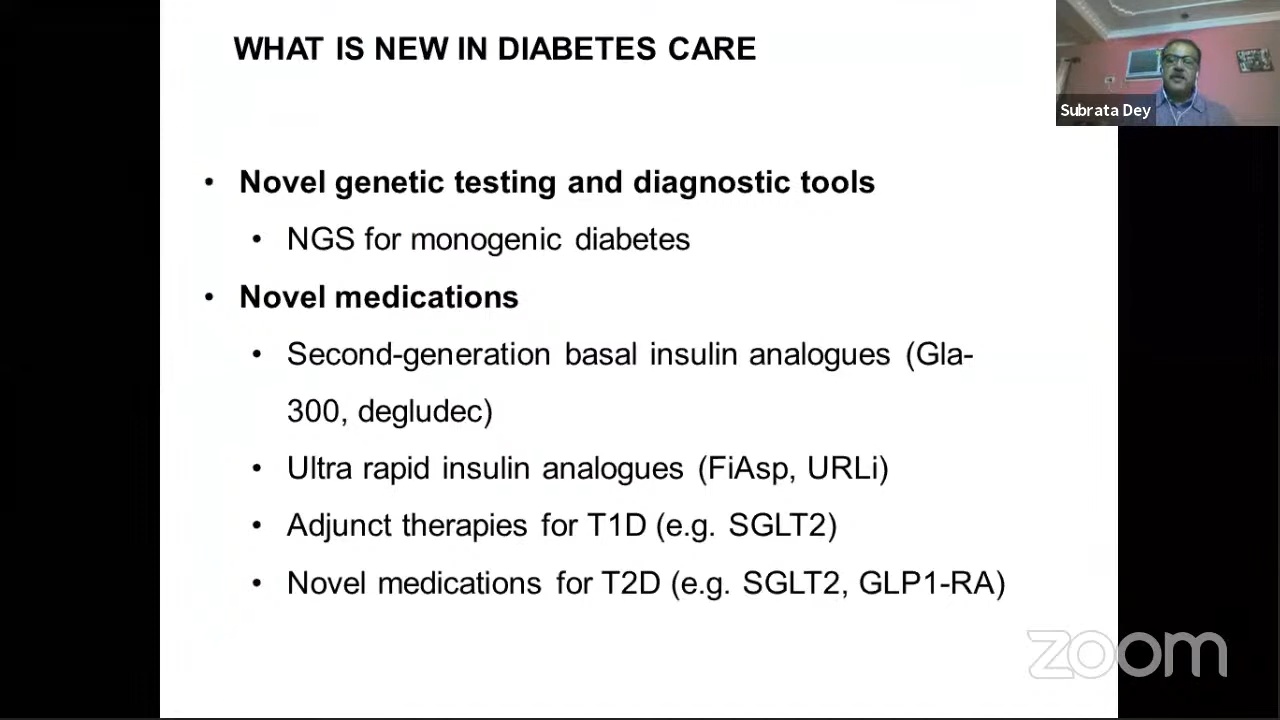 WHAT IS NEW IN DIABETES CARE
Subrata Dey
• Novel genetic testing and diagnostic tools
• NGS for monogenic diabetes
• Novel medications
• Second-generation basal insulin analogues (Gla-
300, degludec)
• Ultra rapid insulin analogues (FiAsp, URLi)
• Adjunct therapies for T1D (e.g. SGLT2)
• Novel medications for T2D (e.g. SGLT2, GLP1-RA)
zoom